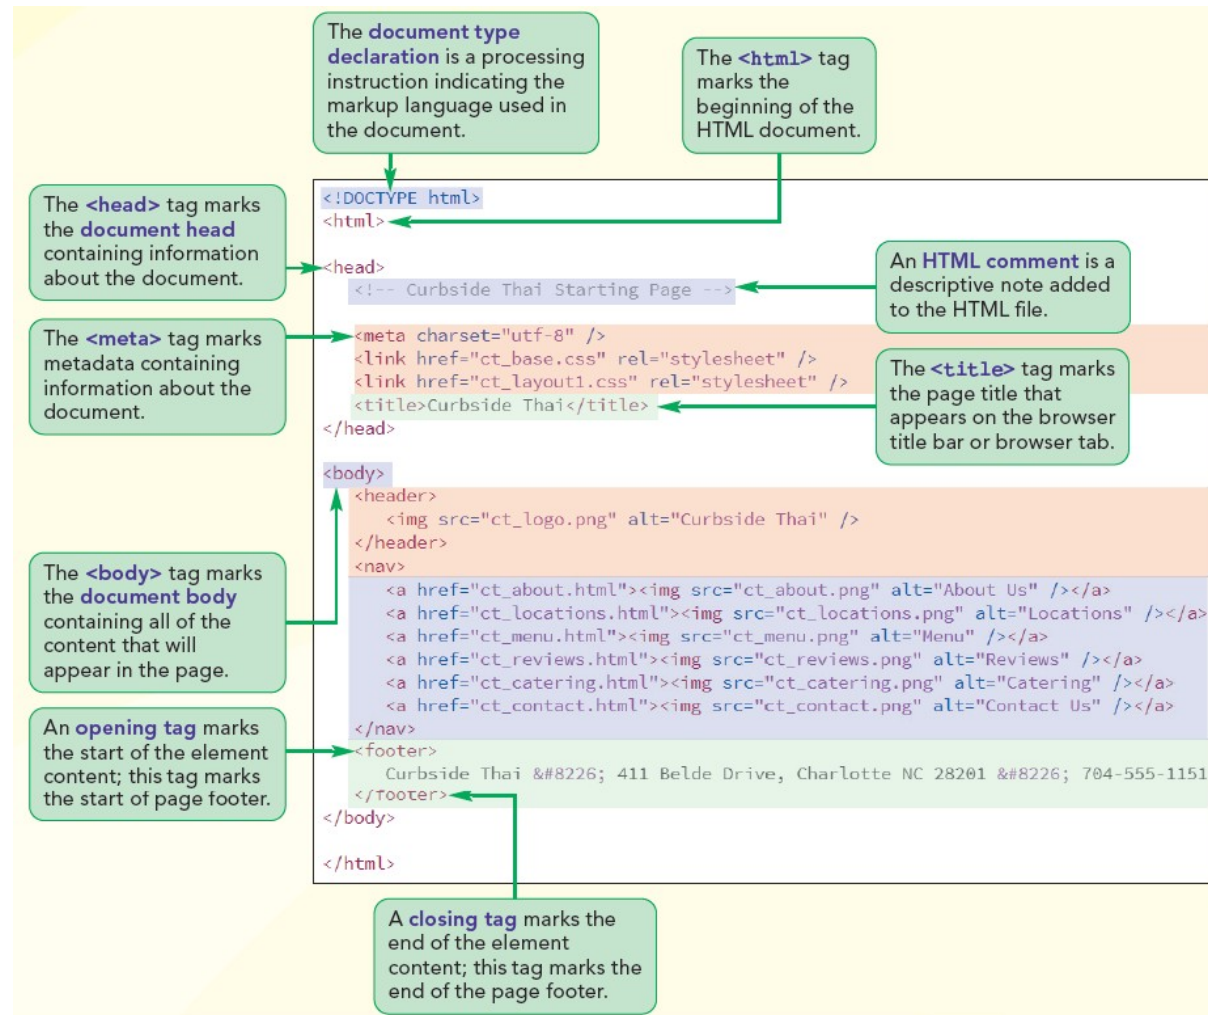 The document type
declaration is a processing
instruction indicating the
markup language used in
the document.
The <html> tag
marks the
beginning of the
HTML document.
The <head> tag marks
the document head
containing information
about the document.
The <meta> tag marks
metadata containing
information about the
document.
<!DOCTYPE html>
<html>
<head>
<!-- Curbside Thai Starting Page -->
<meta charset="utf-8" />
<link href="ct_base.css" rel="stylesheet" />
<link href="ct_layout1.css" rel="stylesheet" />
<title>Curbside Thai</title>
</head>
An HTML comment is a
descriptive note added
to the HTML file.
The <title> tag marks
the page title that
appears on the browser
title bar or browser tab.
<body>
<header>
<img src="ct_logo.png" alt="Curbside Thai" />
</header>
<nav>
<a href="ct_about.html"><img src="ct_about.png" alt="About Us" /></a>
<a href="ct_locations.html"><img src="ct_locations.png" alt="Locations" /></a>
<a href="ct_menu.html"><img src="ct_menu.png" alt="Menu" /></a>
<a href="ct_reviews.html"><img src="ct_reviews.png" alt="Reviews" /></a>
<a href="ct_catering.html"><img src="ct_catering.png" alt="Catering" /></a>
<a href="ct_contact.html"><img src="ct_contact.png" alt="Contact Us" /></a>
</nav>
<footer>
Curbside Thai &#8226; 411 Belde Drive, Charlotte NC 28201 &#8226; 704-555-1151
</footer>
</body>
</html>
The <body> tag marks
the document body
containing all of the
content that will
appear in the page.
An opening tag marks
the start of the element
content; this tag marks
the start of page footer.
A closing tag marks the
end of the element
content; this tag marks the
end of the page footer.